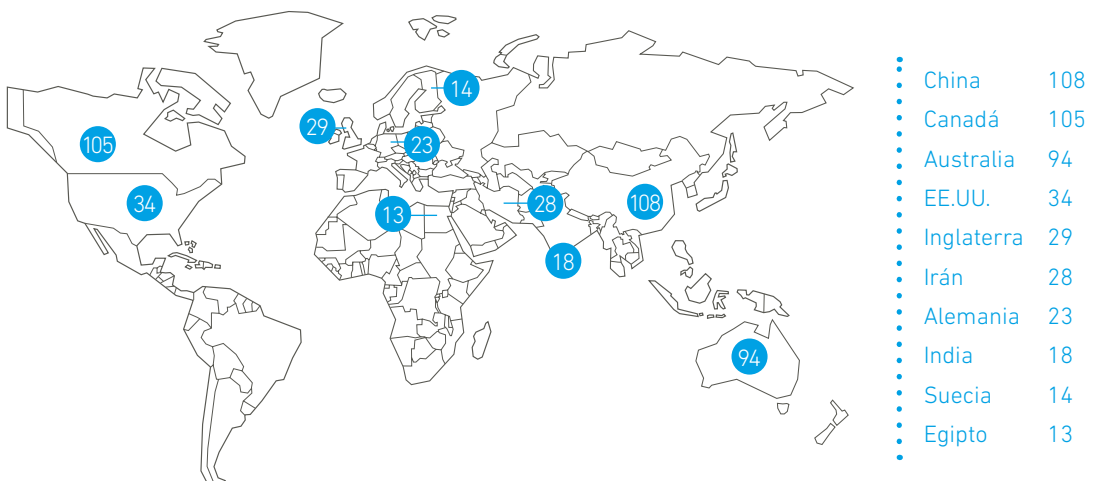 14
29
105
23
34
28
108
13
18
94
China 108
Canadá 105
Australia 94
EE.UU. 34
Inglaterra 29
Irán 28
Alemania 23
India 18
Suecia 14
Egipto 13